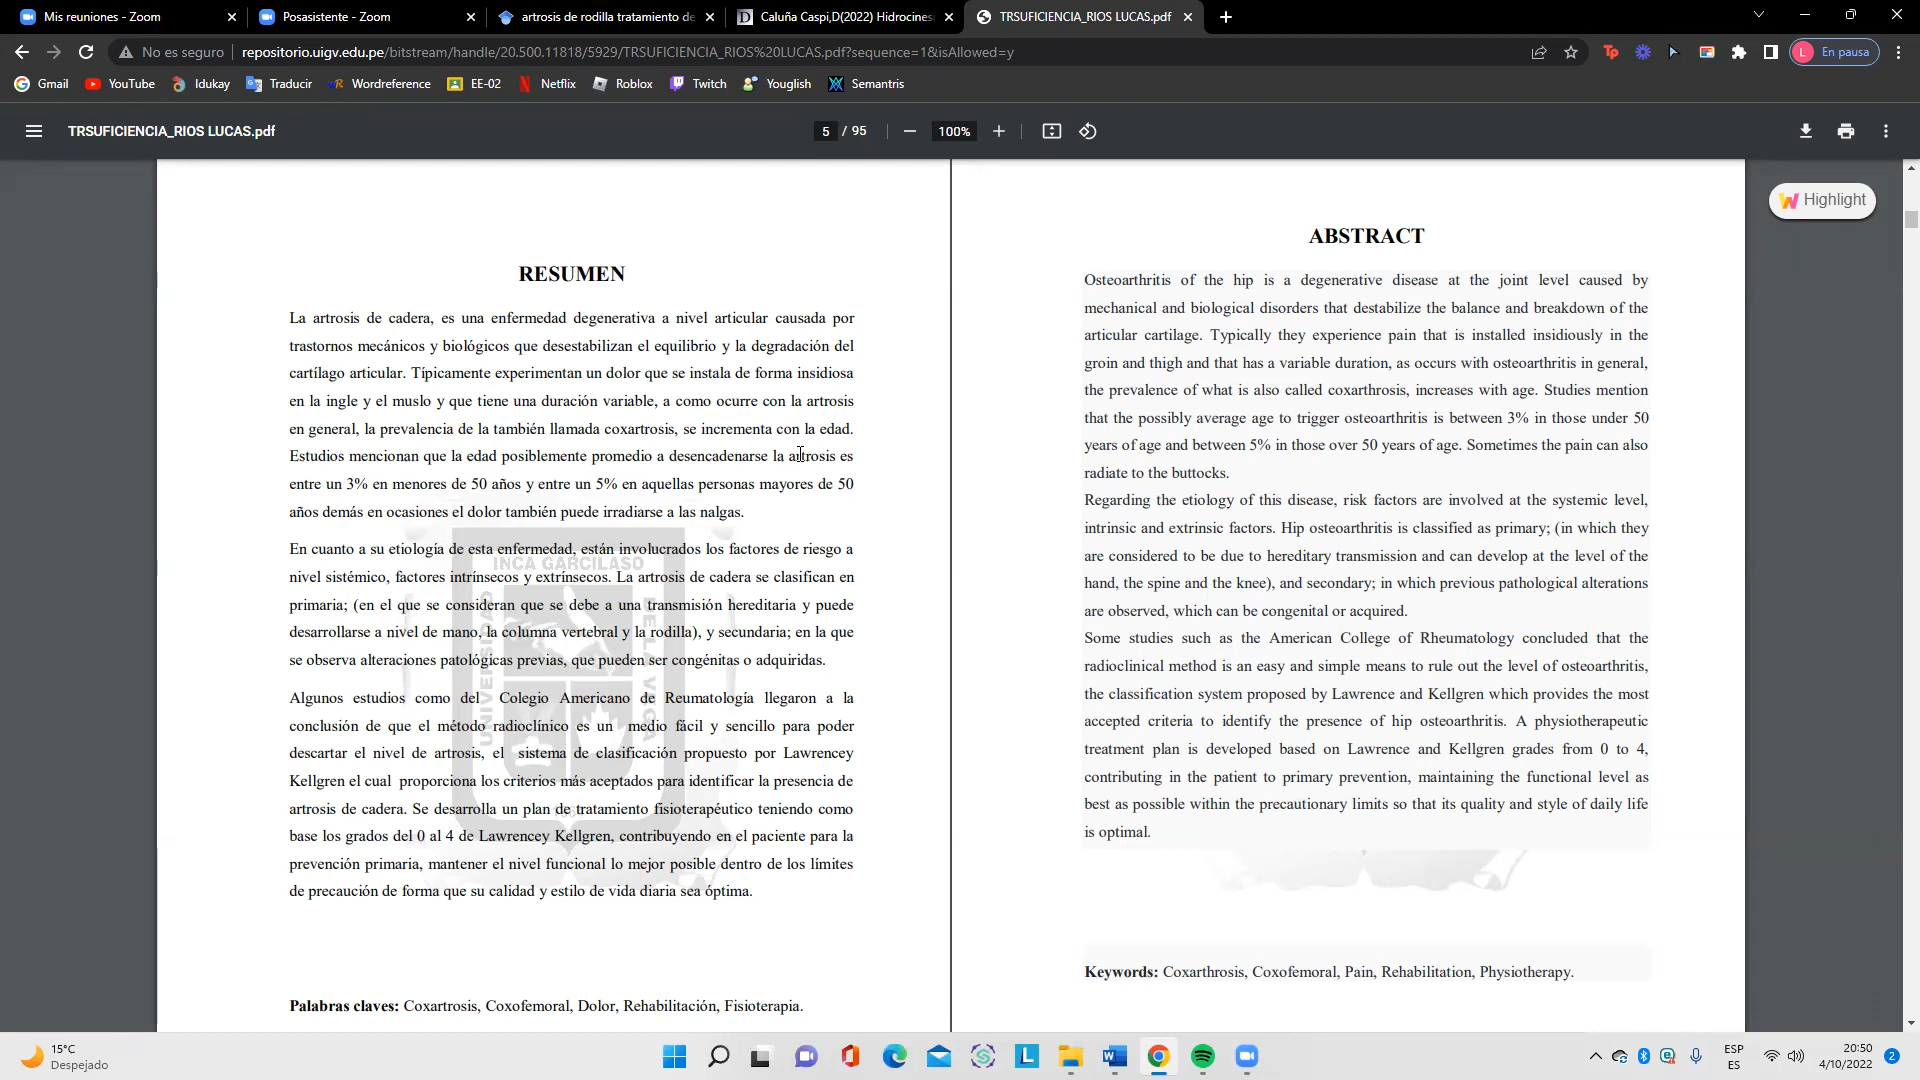 Mis reuniones - Zoom
Posasistente - Zoom
artrosis de rodilla tratamiento de
Caluña Caspi,D(2022) Hidrocinesi
TRSUFICIENCIA_RIOS LUCAS.pdf
No es seguro
repositorio.uigv.edu.pe/bitstream/handle/20.500.11818/5929/TRSUFICIENCIA_RIOS%20LUCAS.pdf?sequence=1&isAllowed=y
L En pausa
Gmail YouTube Idukay Traducir Wordreference EE-02 Netflix Roblox Twitch Youglish Semantris
TRSUFICIENCIA_RIOS LUCAS.pdf
5 / 95
100%
Highlight
RESUMEN
La artrosis de cadera, es una enfermedad degenerativa a nivel articular causada por
trastornos mecánicos y biológicos que desestabilizan el equilibrio y la degradación del
cartílago articular. Típicamente experimentan un dolor que se instala de forma insidiosa
en la ingle y el muslo y que tiene una duración variable, a como ocurre con la artrosis
en general, la prevalencia de la también llamada coxartrosis, se incrementa con la edad.
Estudios mencionan que la edad posiblemente promedio a desencadenarse la artrosis es
entre un 3% en menores de 50 años y entre un 5% en aquellas personas mayores de 50
años demás en ocasiones el dolor también puede irradiarse a las nalgas.
En cuanto a su etiología de esta enfermedad, están involucrados los factores de riesgo a
nivel sistémico, factores intrínsecos y extrínsecos. La artrosis de cadera se clasifican en
primaria; (en el que se consideran que se debe a una transmisión hereditaria y puede
desarrollarse a nivel de mano, la columna vertebral y la rodilla), y secundaria; en la que
se observa alteraciones patológicas previas, que pueden ser congénitas o adquiridas.
Algunos estudios como del Colegio Americano de Reumatología llegaron a la
conclusión de que el método radioclínico es un medio fácil y sencillo para poder
descartar el nivel de artrosis, el sistema de clasificación propuesto por Lawrencey
Kellgren el cual proporciona los criterios más aceptados para identificar la presencia de
artrosis de cadera. Se desarrolla un plan de tratamiento fisioterapéutico teniendo como
base los grados del 0 al 4 de Lawrencey Kellgren, contribuyendo en el paciente para la
prevención primaria, mantener el nivel funcional lo mejor posible dentro de los límites
de precaución de forma que su calidad y estilo de vida diaria sea óptima.
Palabras claves: Coxartrosis, Coxofemoral, Dolor, Rehabilitación, Fisioterapia.
INCA GARCILASO
UNIVERSIDAD
DE LA VEGA
ABSTRACT
Osteoarthritis of the hip is a degenerative disease at the joint level caused by
mechanical and biological disorders that destabilize the balance and breakdown of the
articular cartilage. Typically they experience pain that is installed insidiously in the
groin and thigh and that has a variable duration, as occurs with osteoarthritis in general,
the prevalence of what is also called coxarthrosis, increases with age. Studies mention
that the possibly average age to trigger osteoarthritis is between 3% in those under 50
years of age and between 5% in those over 50 years of age. Sometimes the pain can also
radiate to the buttocks.
Regarding the etiology of this disease, risk factors are involved at the systemic level,
intrinsic and extrinsic factors. Hip osteoarthritis is classified as primary; (in which they
are considered to be due to hereditary transmission and can develop at the level of the
hand, the spine and the knee), and secondary; in which previous pathological alterations
are observed, which can be congenital or acquired.
Some studies such as the American College of Rheumatology concluded that the
radioclinical method is an easy and simple means to rule out the level of osteoarthritis,
the classification system proposed by Lawrence and Kellgren which provides the most
accepted criteria to identify the presence of hip osteoarthritis. A physiotherapeutic
treatment plan is developed based on Lawrence and Kellgren grades from 0 to 4,
contributing in the patient to primary prevention, maintaining the functional level as
best as possible within the precautionary limits so that its quality and style of daily life
is optimal.
Keywords: Coxarthrosis, Coxofemoral, Pain, Rehabilitation, Physiotherapy.
15°C
Despejado
ESP
ES
20:50
4/10/2022
2